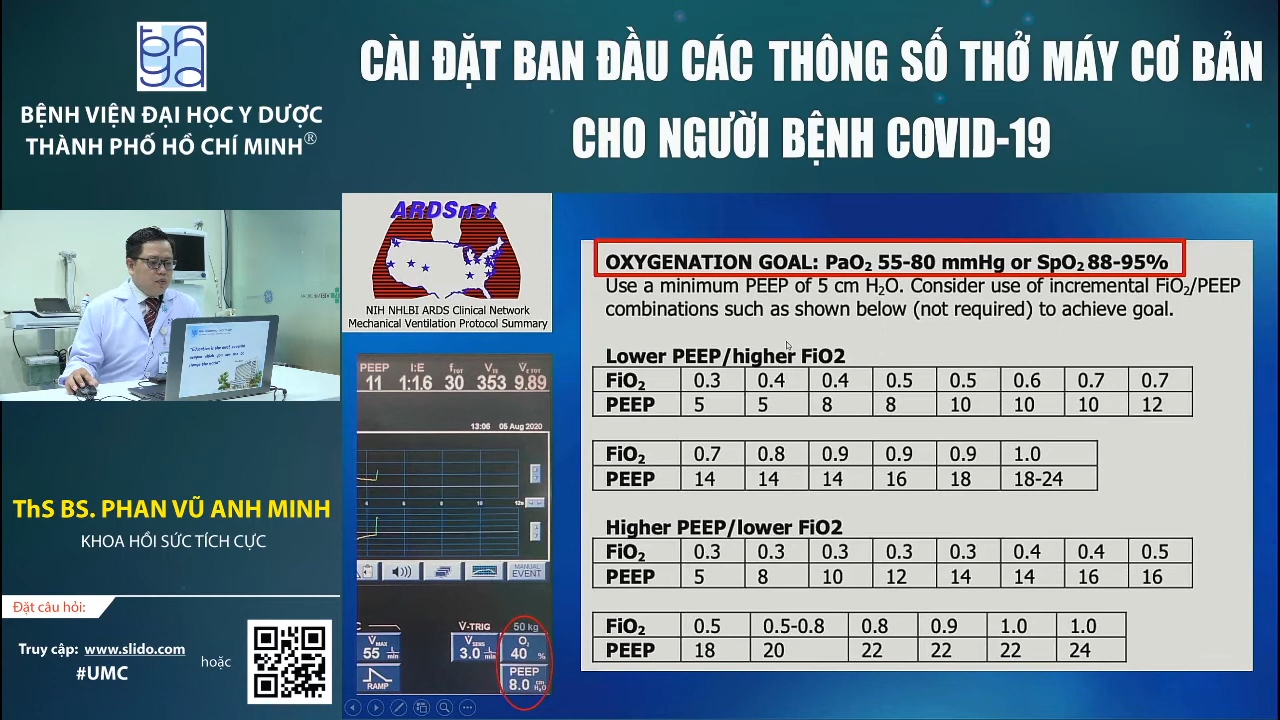 BỆNH VIỆN ĐẠI HỌC Y DƯỢC
THÀNH PHỐ HỒ CHÍ MINH®
CÀI ĐẶT BAN ĐẦU CÁC THÔNG SỐ THỞ MÁY CƠ BẢN
CHO NGƯỜI BỆNH COVID-19
ThS BS. PHAN VŨ ANH MINH
KHOA HỒI SỨC TÍCH CỰC
Đặt câu hỏi:
Truy cập: www.slido.com
#UMC
hoặc
ARDSnet
NIH NHLBI ARDS Clinical Network
Mechanical Ventilation Protocol Summary
PEEP I:E fTOT VTE V̇E TOT
11 1:1.6 30 353 9.89
13:06 05 Aug 2020
MANUAL
EVENT
V̇-TRIG 50 kg
V̇MAX V̇SENS O₂
55 L/min 3.0 L/min 40 %
RAMP PEEP
8.0 cm H₂O
OXYGENATION GOAL: PaO₂ 55-80 mmHg or SpO₂ 88-95%
Use a minimum PEEP of 5 cm H₂O. Consider use of incremental FiO₂/PEEP
combinations such as shown below (not required) to achieve goal.
Lower PEEP/higher FiO2
FiO₂ 0.3 0.4 0.4 0.5 0.5 0.6 0.7 0.7
PEEP 5 5 8 8 10 10 10 12
FiO₂ 0.7 0.8 0.9 0.9 0.9 1.0
PEEP 14 14 14 16 18 18-24
Higher PEEP/lower FiO2
FiO₂ 0.3 0.3 0.3 0.3 0.3 0.4 0.4 0.5
PEEP 5 8 10 12 14 14 16 16
FiO₂ 0.5 0.5-0.8 0.8 0.9 1.0 1.0
PEEP 18 20 22 22 22 24